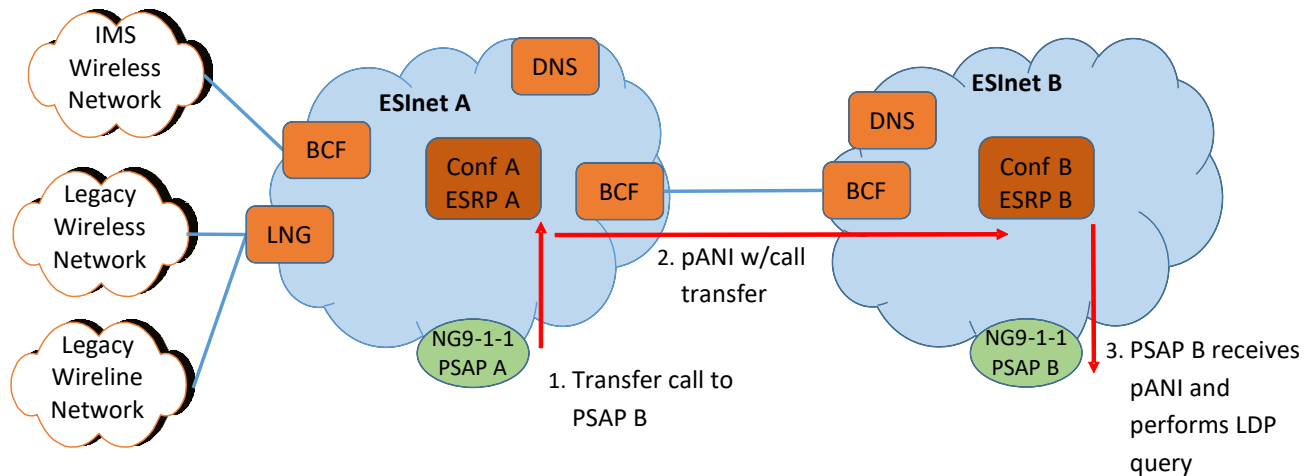 IMS
Wireless
Network
Legacy
Wireless
Network
Legacy
Wireline
Network
BCF
LNG
ESInet A
DNS
Conf A
ESRP A
BCF
NG9-1-1
PSAP A
1. Transfer call to
PSAP B
2. pANI w/call
transfer
ESInet B
DNS
BCF
Conf B
ESRP B
NG9-1-1
PSAP B
3. PSAP B receives
pANI and
performs LDP
query